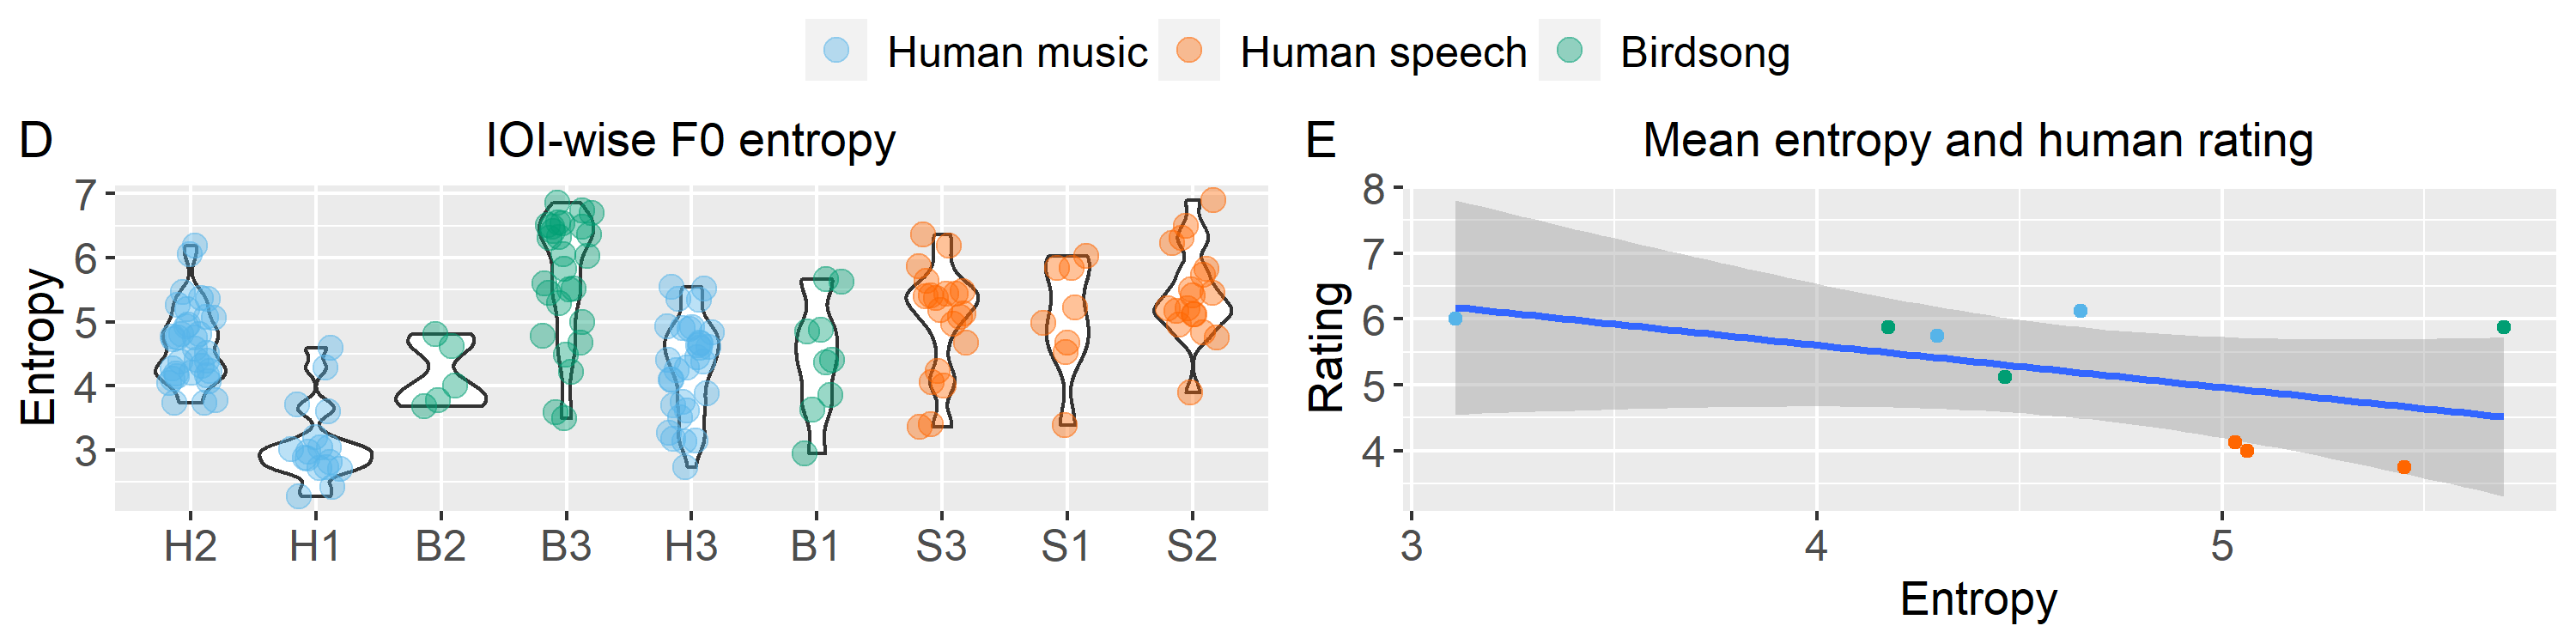 Human music Human speech Birdsong
D IOI-wise F0 entropy
Entropy
7
6
5
4
3
H2 H1 B2 B3 H3 B1 S3 S1 S2
E Mean entropy and human rating
Rating
8
7
6
5
4
3 4 5
Entropy